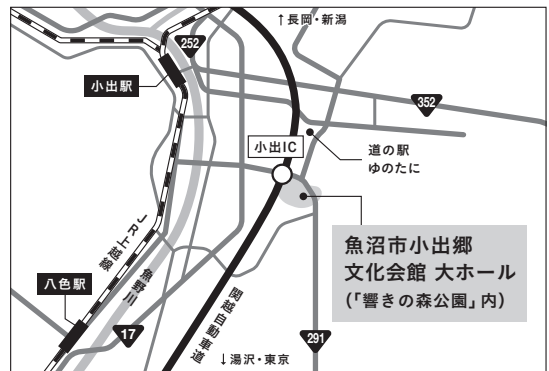 ↑長岡・新潟
252
小出駅
352
小出IC
道の駅
ゆのたに
魚沼市小出郷
文化会館 大ホール
(「響きの森公園」内)
JR上越線
魚野川
八色駅
関越自動車道
17
291
↓湯沢・東京